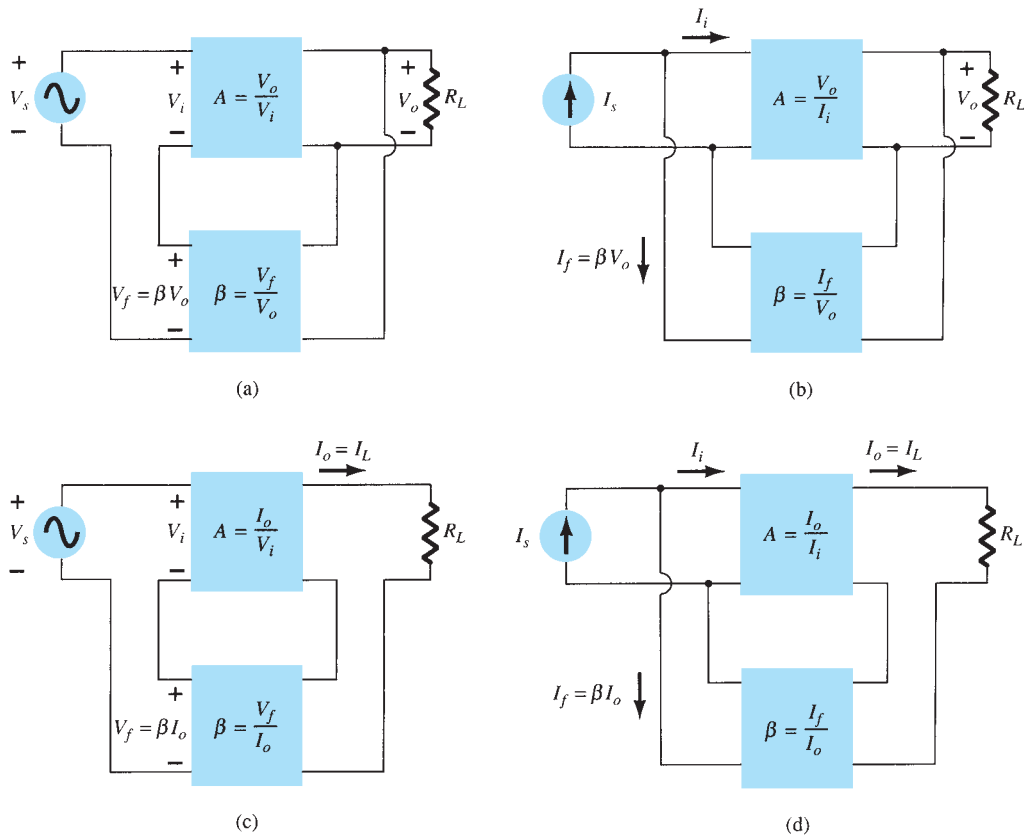 +
V_s
−
+
V_i
−
A = V_o / V_i
+
V_o
−
R_L
V_f = βV_o
+
−
β = V_f / V_o
(a)
I_i
I_s
A = V_o / I_i
+
V_o
−
R_L
I_f = βV_o
β = I_f / V_o
(b)
I_o = I_L
+
V_s
−
+
V_i
−
A = I_o / V_i
R_L
V_f = βI_o
+
−
β = V_f / I_o
(c)
I_i
I_o = I_L
I_s
A = I_o / I_i
R_L
I_f = βI_o
β = I_f / I_o
(d)